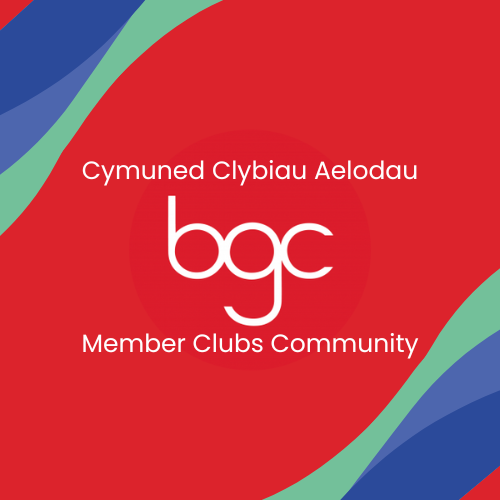 Cymuned Clybiau Aelodau
bgc
Member Clubs Community